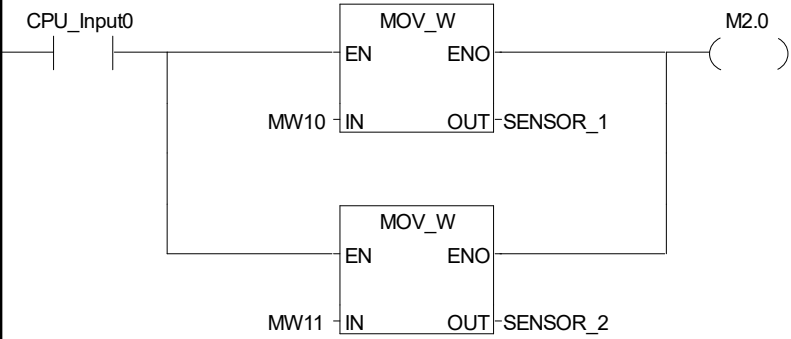 CPU_Input0 MOV_W M2.0
EN ENO
MW10 IN OUT SENSOR_1
MOV_W
EN ENO
MW11 IN OUT SENSOR_2